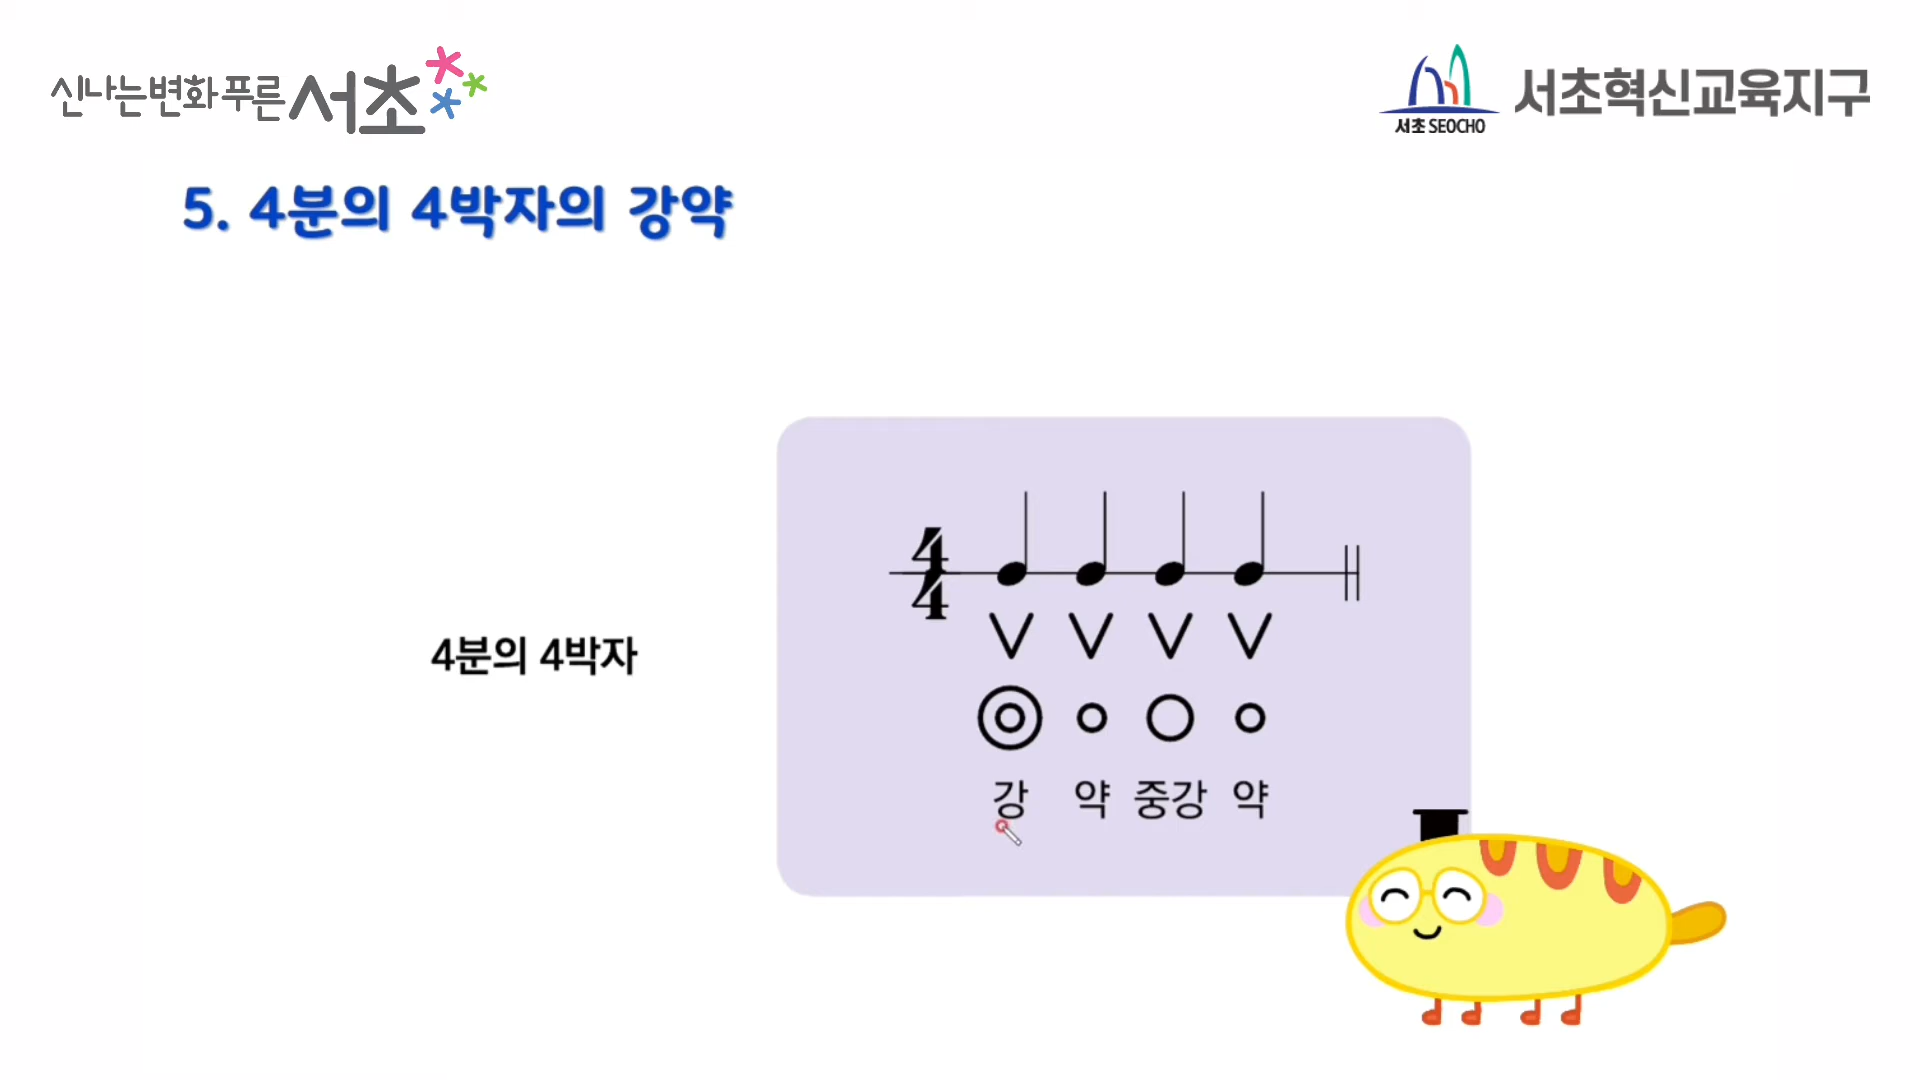 신나는변화 푸른 서초
서초 SEOCHO
서초혁신교육지구
5. 4분의 4박자의 강약
4
4
4분의 4박자
강 약 중강 약